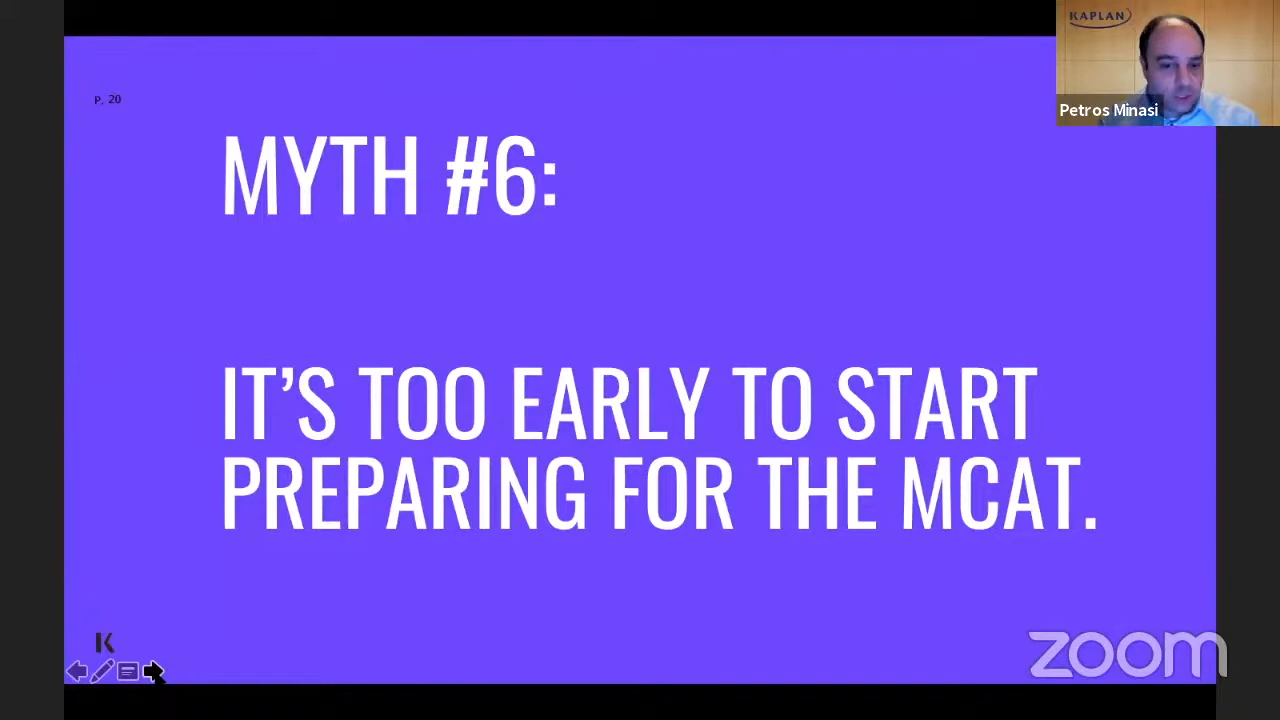 KAPLAN
Petros Minasi
P. 20
MYTH #6:
IT’S TOO EARLY TO START
PREPARING FOR THE MCAT.
K
zoom